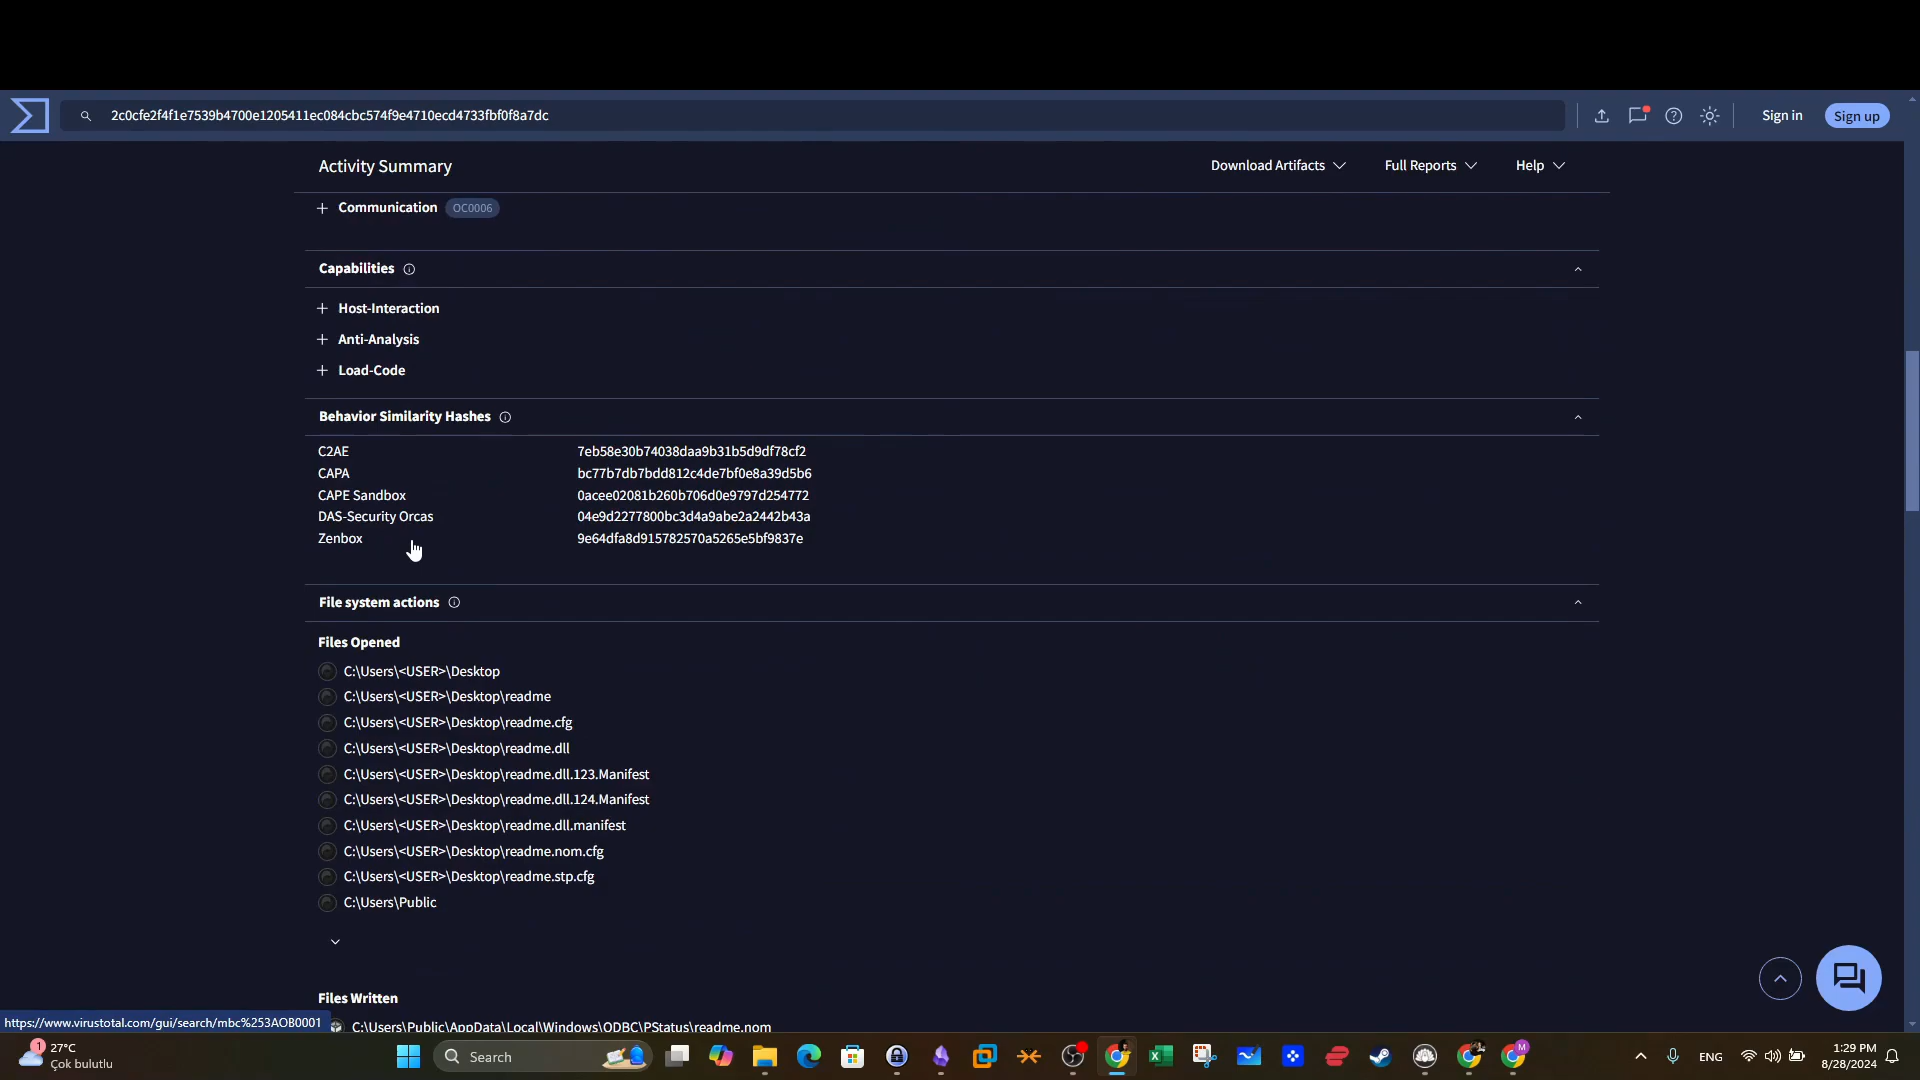 2c0cfe2f4f1e7539b4700e1205411ec084cbc574f9e4710ecd4733fbf0f8a7dc
Sign in
Sign up
Activity Summary
Download Artifacts
Full Reports
Help
Communication OC0006
Capabilities
Host-Interaction
Anti-Analysis
Load-Code
Behavior Similarity Hashes
C2AE 7eb58e30b74038daa9b31b5d9df78cf2
CAPA bc77b7db7bdd812c4de7bf0e8a39d5b6
CAPE Sandbox 0acee02081b260b706d0e9797d254772
DAS-Security Orcas 04e9d2277800bc3d4a9abe2a2442b43a
Zenbox 9e64dfa8d915782570a5265e5bf9837e
File system actions
Files Opened
C:\Users\<USER>\Desktop
C:\Users\<USER>\Desktop\readme
C:\Users\<USER>\Desktop\readme.cfg
C:\Users\<USER>\Desktop\readme.dll
C:\Users\<USER>\Desktop\readme.dll.123.Manifest
C:\Users\<USER>\Desktop\readme.dll.124.Manifest
C:\Users\<USER>\Desktop\readme.dll.manifest
C:\Users\<USER>\Desktop\readme.nom.cfg
C:\Users\<USER>\Desktop\readme.stp.cfg
C:\Users\Public
Files Written
C:\Users\Public\AppData\Local\Windows\ODBC\PStatus\readme.nom
https://www.virustotal.com/gui/search/mbc%253AOB0001
1
27°C
Çok bulutlu
Search
M
ENG
1:29 PM
8/28/2024